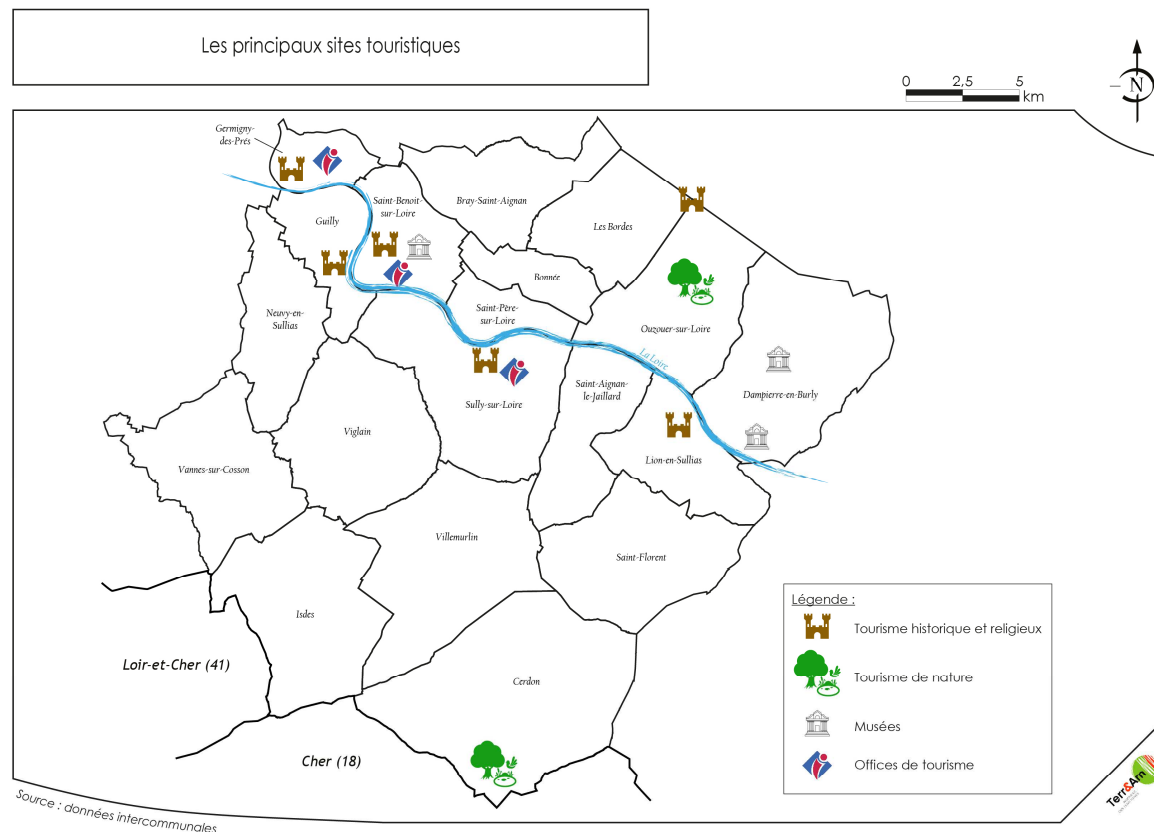 Les principaux sites touristiques
0 2,5 5
km
N
Germigny-
des-Prés
Saint-Benoit-
sur-Loire
Bray-Saint-Aignan
Guilly
Les Bordes
Bonnée
Neuvy-en-
Sullias
Saint-Père-
sur-Loire
Ouzouer-sur-Loire
La Loire
Saint-Aignan-
le-Jaillard
Dampierre-en-Burly
Sully-sur-Loire
Viglain
Lion-en-Sullias
Vannes-sur-Cosson
Villemurlin
Saint-Florent
Isdes
Loir-et-Cher (41)
Cerdon
Cher (18)
Légende :
Tourisme historique et religieux
Tourisme de nature
Musées
Offices de tourisme
Source : données intercommunales
Terr&Am